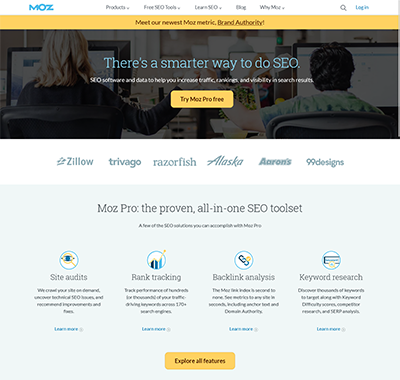 MOZ
Products Free SEO Tools Learn SEO Blog Why Moz Log in
Meet our newest Moz metric, Brand Authority!
There's a smarter way to do SEO.
SEO software and data to help you increase traffic, rankings, and visibility in search results.
Try Moz Pro free
Zillow trivago razorfish Alaska Aaron's 99designs
Moz Pro: the proven, all-in-one SEO toolset
A few of the SEO solutions you can accomplish with Moz Pro
Site audits
We crawl your site on demand,
uncover technical SEO issues, and
recommend improvements and
fixes.
Learn more
Rank tracking
Track performance of hundreds
(or thousands) of your traffic-
driving keywords across 170+
search engines.
Learn more
Backlink analysis
The Moz link index is second to
none. See metrics to any site in
seconds, including anchor text and
Domain Authority.
Learn more
Keyword research
Discover thousands of keywords
to target along with Keyword
Difficulty scores, competitor
research, and SERP analysis.
Learn more
Explore all features